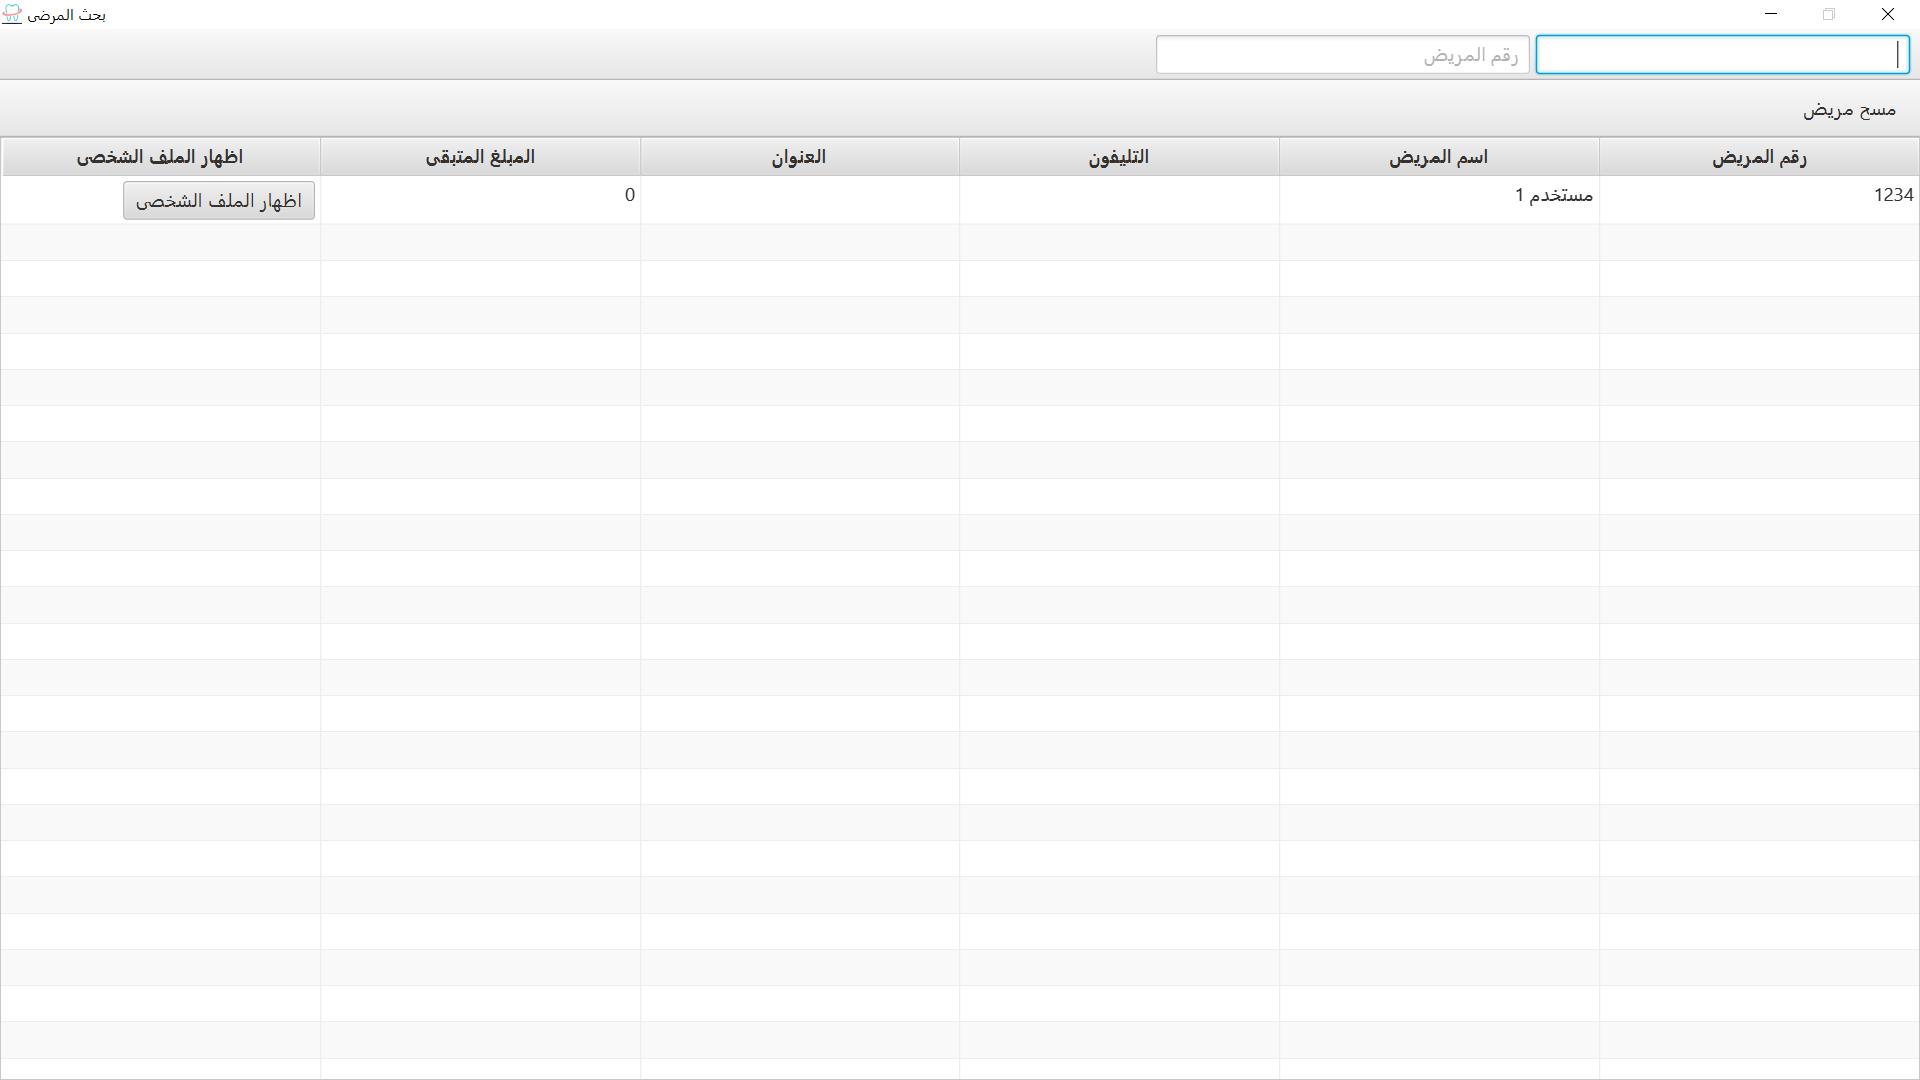 بحث المرضى
رقم المريض
مسح مريض
رقم المريض
اسم المريض
التليفون
العنوان
المبلغ المتبقى
اظهار الملف الشخصى
1234
مستخدم 1
0
اظهار الملف الشخصى